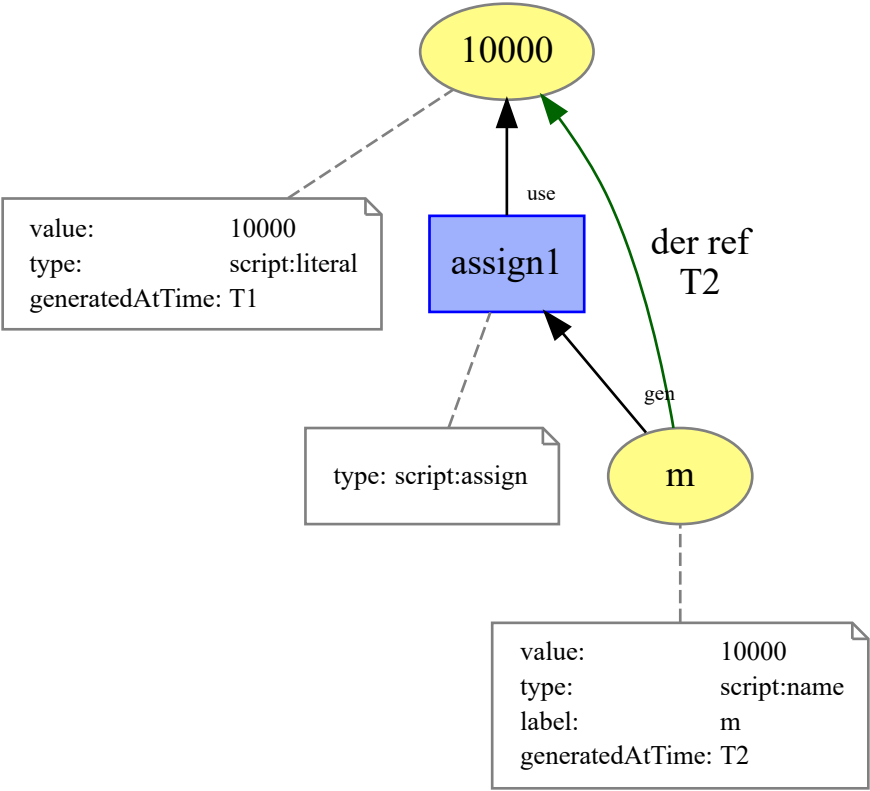 10000
use
value: 10000
type: script:literal
generatedAtTime: T1
assign1
der ref
T2
gen
type: script:assign
m
value: 10000
type: script:name
label: m
generatedAtTime: T2